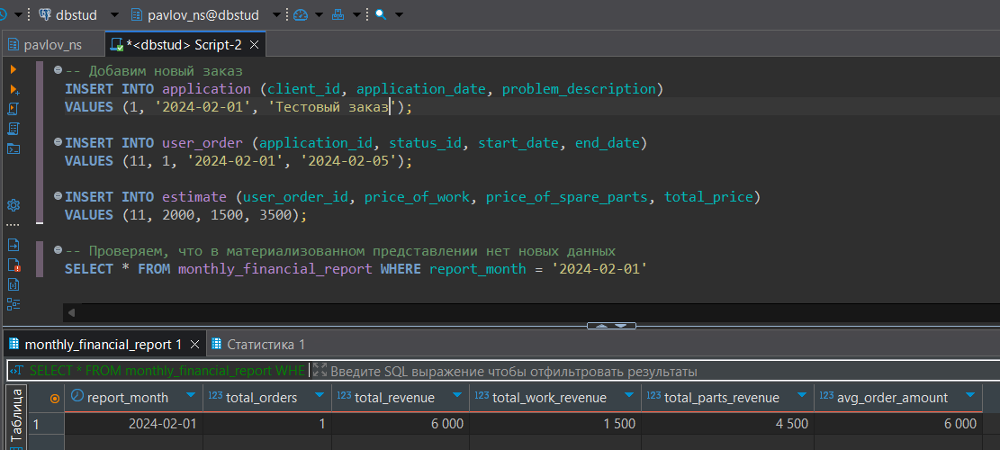 dbstud pavlov_ns@dbstud
pavlov_ns *<dbstud> Script-2
-- Добавим новый заказ
INSERT INTO application (client_id, application_date, problem_description)
VALUES (1, '2024-02-01', 'Тестовый заказ');
INSERT INTO user_order (application_id, status_id, start_date, end_date)
VALUES (11, 1, '2024-02-01', '2024-02-05');
INSERT INTO estimate (user_order_id, price_of_work, price_of_spare_parts, total_price)
VALUES (11, 2000, 1500, 3500);
-- Проверяем, что в материализованном представлении нет новых данных
SELECT * FROM monthly_financial_report WHERE report_month = '2024-02-01'
monthly_financial_report 1 Статистика 1
SELECT * FROM monthly_financial_report WHE Введите SQL выражение чтобы отфильтровать результаты
Таблица
report_month 123 total_orders 123 total_revenue 123 total_work_revenue 123 total_parts_revenue 123 avg_order_amount
1 2024-02-01 1 6 000 1 500 4 500 6 000